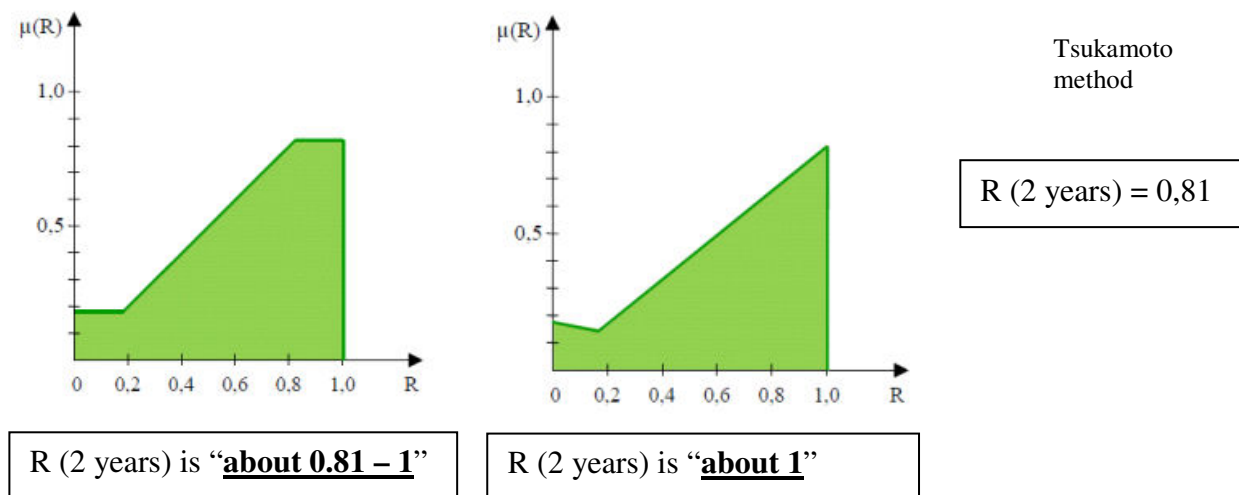 μ(R)
1,0
0,5
0
0,2
0,4
0,6
0,8
1,0
R
R (2 years) is “about 0.81 – 1”
μ(R)
1,0
0,5
0
0,2
0,4
0,6
0,8
1,0
R
R (2 years) is “about 1”
Tsukamoto
method
R (2 years) = 0,81